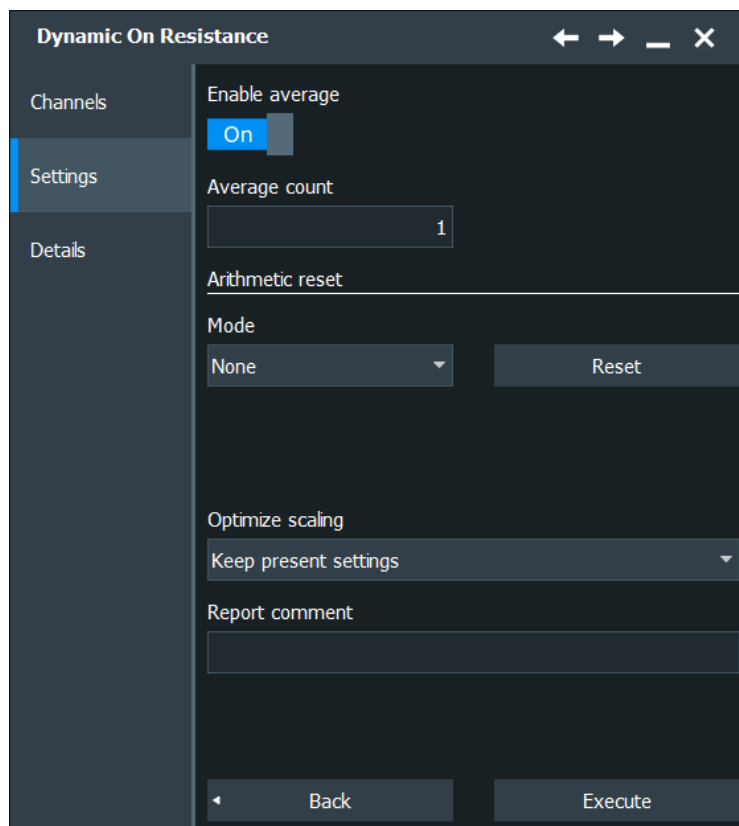 Dynamic On Resistance
Channels
Settings
Details
Enable average
On
Average count
1
Arithmetic reset
Mode
None
Reset
Optimize scaling
Keep present settings
Report comment
Back
Execute